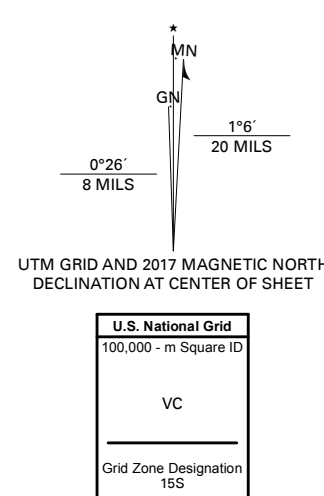 ★
MN
GN
1°6´
20 MILS
0°26´
8 MILS
UTM GRID AND 2017 MAGNETIC NORTH
DECLINATION AT CENTER OF SHEET
U.S. National Grid
100,000 - m Square ID
VC
Grid Zone Designation
15S